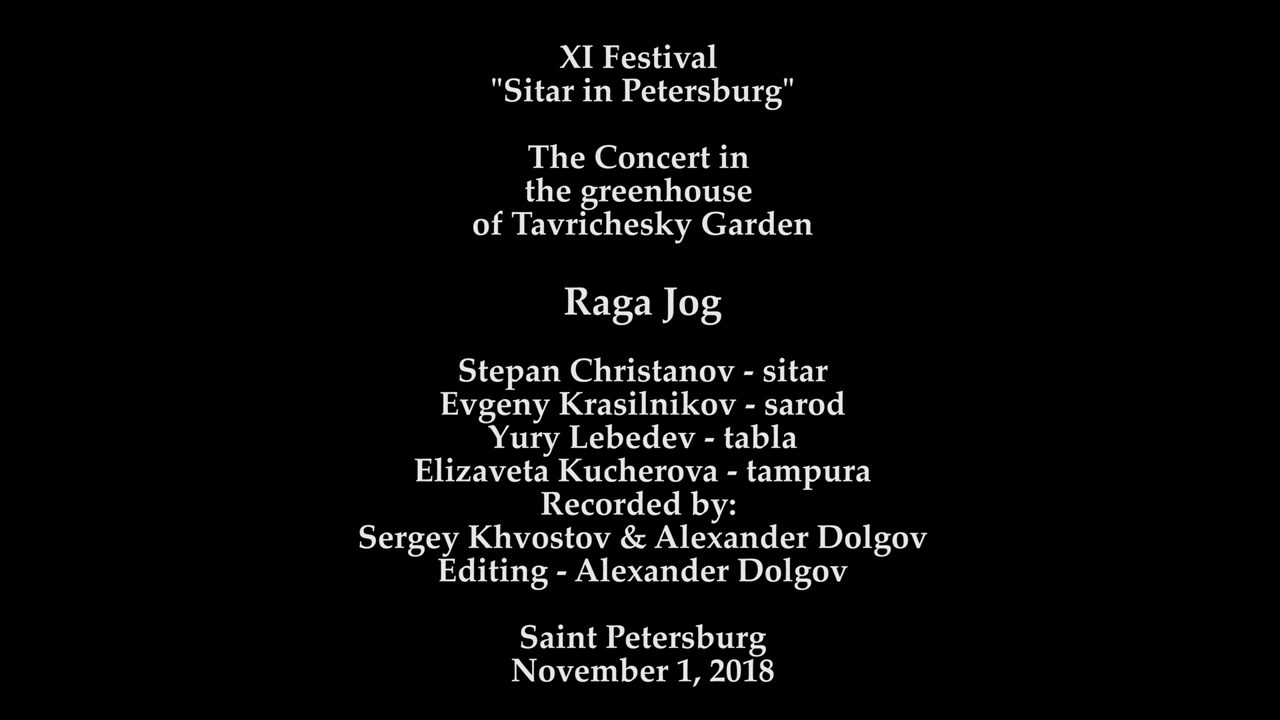 XI Festival
"Sitar in Petersburg"
The Concert in
the greenhouse
of Tavrichesky Garden
Raga Jog
Stepan Christanov - sitar
Evgeny Krasilnikov - sarod
Yury Lebedev - tabla
Elizaveta Kucherova - tampura
Recorded by:
Sergey Khvostov & Alexander Dolgov
Editing - Alexander Dolgov
Saint Petersburg
November 1, 2018